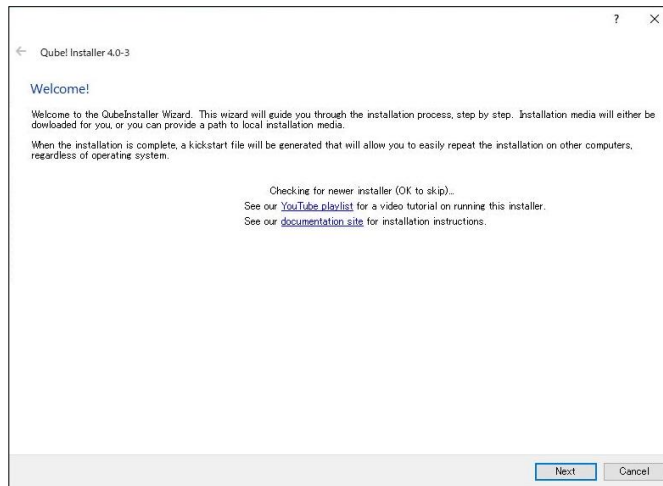 ?
Qube! Installer 4.0-3
Welcome!
Welcome to the QubeInstaller Wizard. This wizard will guide you through the installation process, step by step. Installation media will either be
dowloaded for you, or you can provide a path to local installation media.
When the installation is complete, a kickstart file will be generated that will allow you to easily repeat the installation on other computers,
regardless of operating system.
Checking for newer installer (OK to skip)...
See our YouTube playlist for a video tutorial on running this installer.
See our documentation site for installation instructions.
Next Cancel